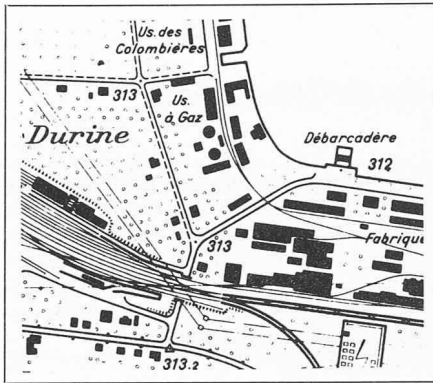 Us. des
Colombières
313
Us.
à Gaz
Durine
Débarcadère
312
313
Fabrique
313.2